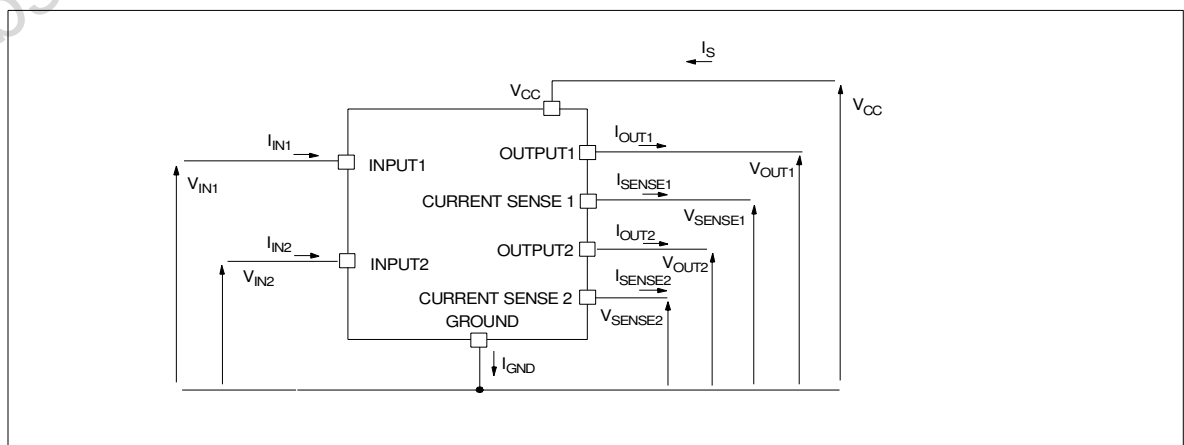 I_S
V_CC
V_CC
I_IN1
I_OUT1
OUTPUT1
INPUT1
V_OUT1
V_IN1
I_SENSE1
CURRENT SENSE 1
V_SENSE1
I_IN2
I_OUT2
OUTPUT2
INPUT2
V_OUT2
V_IN2
I_SENSE2
CURRENT SENSE 2
V_SENSE2
GROUND
I_GND